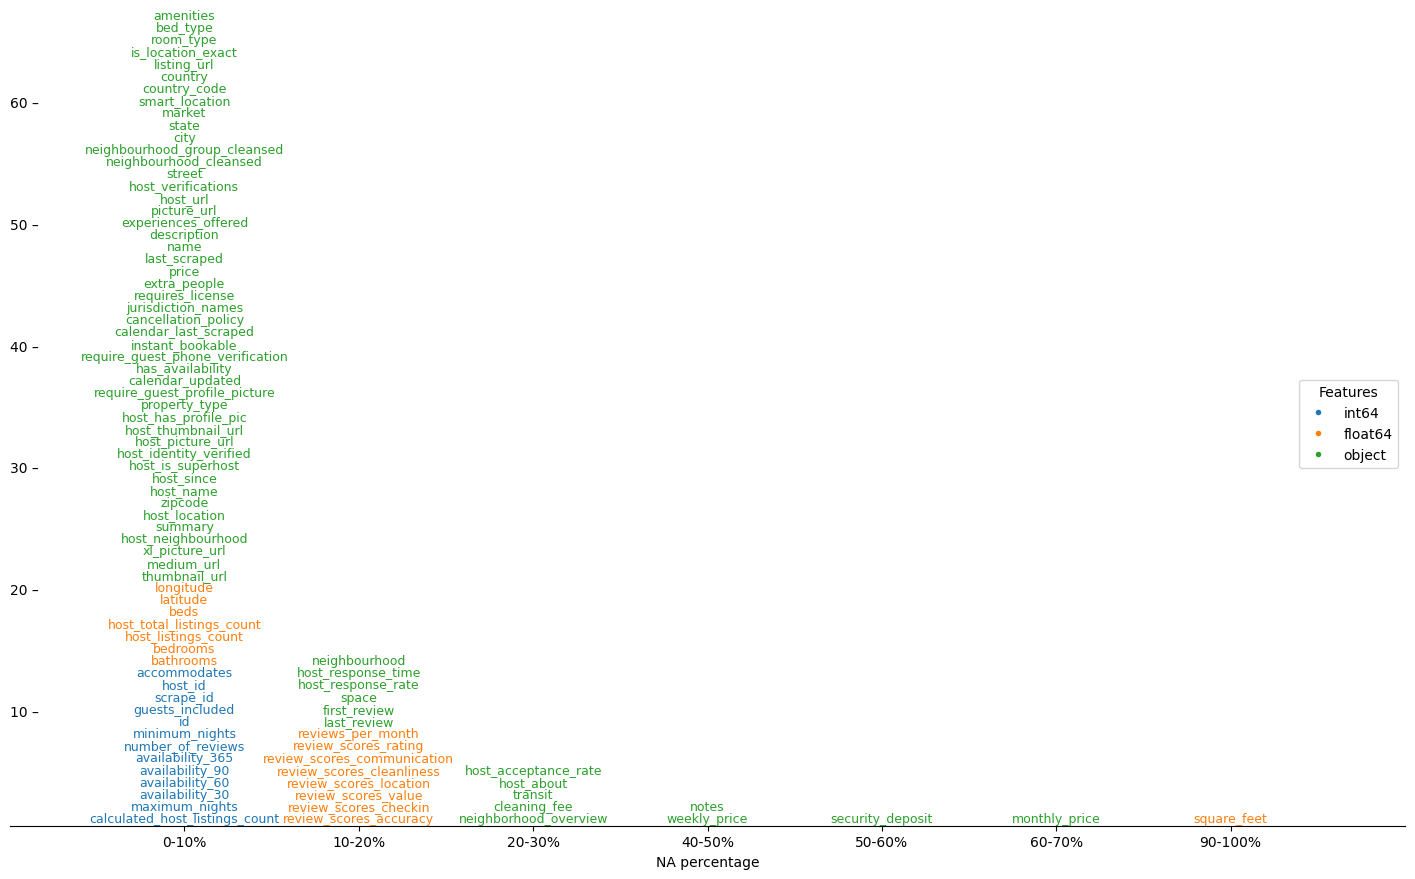 amenities
bed_type
room_type
is_location_exact
listing_url
country
country_code
60 – smart_location
market
state
city
neighbourhood_group_cleansed
neighbourhood_cleansed
street
host_verifications
host_url
picture_url
50 – experiences_offered
description
name
last_scraped
price
extra_people
requires_license
jurisdiction_names
cancellation_policy
calendar_last_scraped
40 – instant_bookable
require_guest_phone_verification
has_availability
calendar_updated
require_guest_profile_picture
property_type
host_has_profile_pic
host_thumbnail_url
host_picture_url
host_identity_verified
30 – host_is_superhost
host_since
host_name
zipcode
host_location
summary
host_neighbourhood
xl_picture_url
medium_url
thumbnail_url
20 – longitude
latitude
beds
host_total_listings_count
host_listings_count
bedrooms
bathrooms neighbourhood
accommodates host_response_time
host_id host_response_rate
scrape_id space
10 – guests_included first_review
id last_review
minimum_nights reviews_per_month
number_of_reviews review_scores_rating
availability_365 review_scores_communication
availability_90 review_scores_cleanliness host_acceptance_rate
availability_60 review_scores_location host_about
availability_30 review_scores_value transit
maximum_nights review_scores_checkin cleaning_fee notes
calculated_host_listings_count review_scores_accuracy neighborhood_overview weekly_price security_deposit monthly_price square_feet
0-10% 10-20% 20-30% 40-50% 50-60% 60-70% 90-100%
NA percentage
Features
int64
float64
object